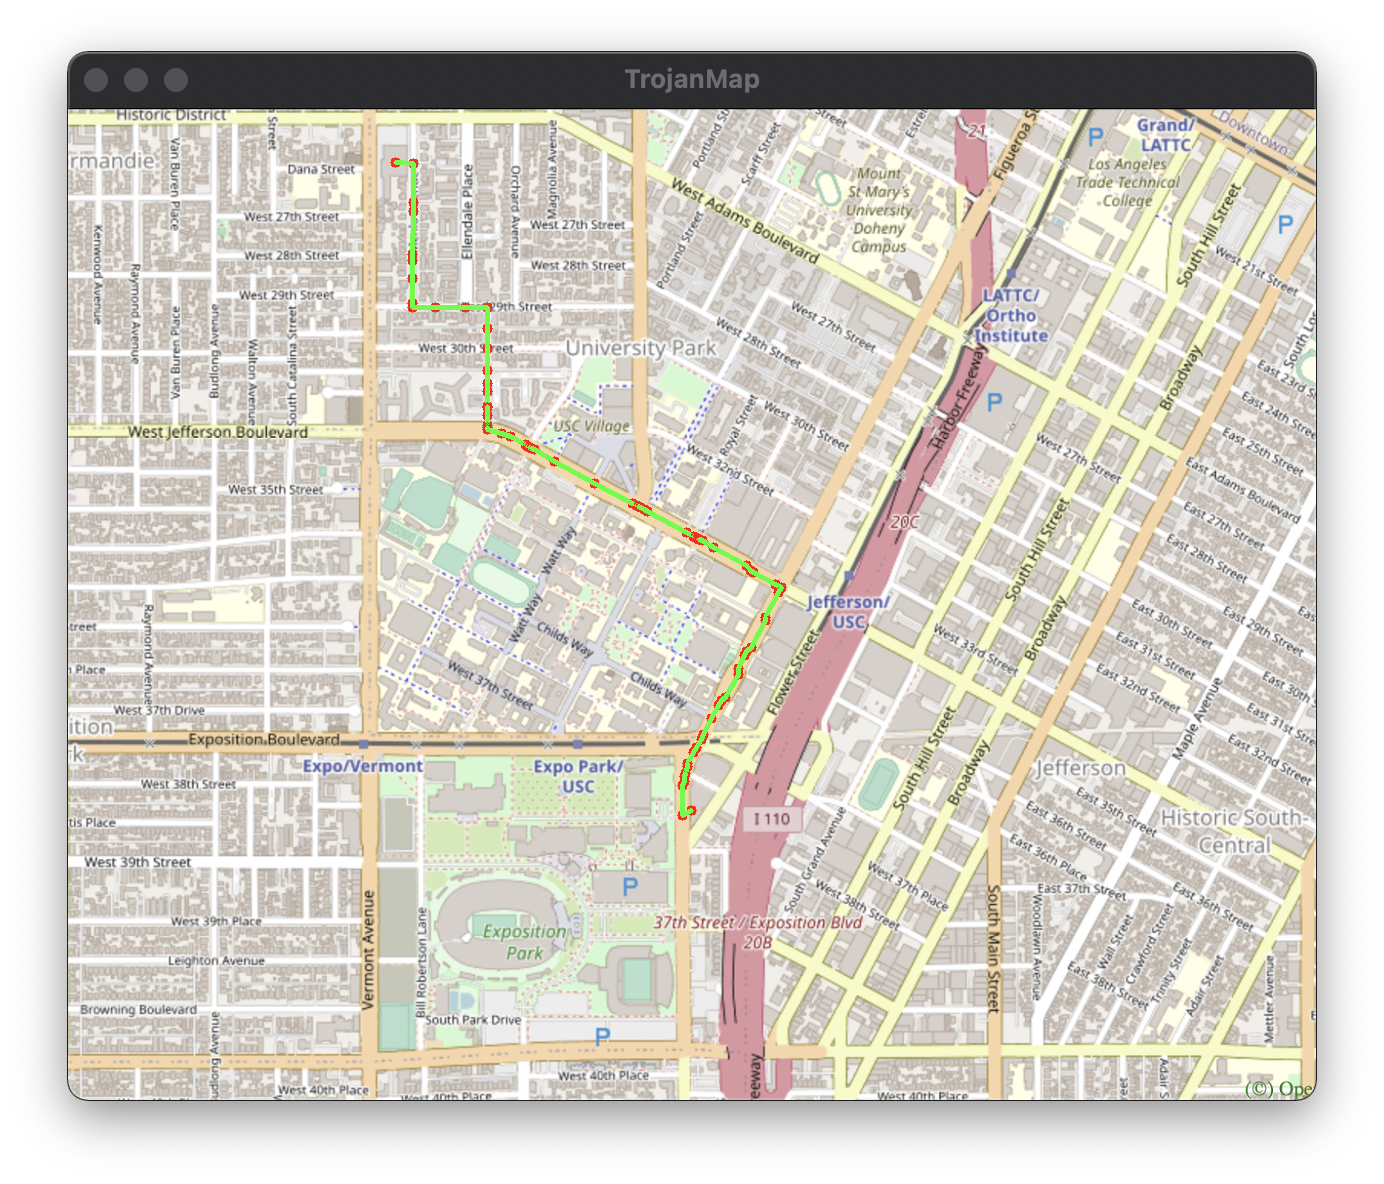 TrojanMap
Historic District
Street
Portland St
Scarff Street
Street
Estrel
21
Figueroa St
P
Grand/
LATTC
Downtown
rmandie
Van Buren Place
Dana Street
Ellendale Place
Orchard Avenue
Magnolia Avenue
Mount
St Mary's
University
Doheny
Campus
Los Angeles
Trade Technical
College
West Adams Boulevard
South Hill Street
P
West 27th Street
West 27th Street
Kenwood Avenue
West 28th Street
West 28th Street
Portland Street
West 21st Street
Raymond Avenue
West 29th Street
29th Street
LATTC/
Ortho
Institute
West 27th Street
South Los
Van Buren Place
Budlong Avenue
Walton Avenue
South Catalina Street
West 30th Street
University Park
West 28th Street
Harbor Freeway
Broadway
East 23rd St
P
East 24th Street
West Jefferson Boulevard
USC Village
Royal Street
West 30th Street
West 27th Street
East 25th Street
West 32nd Street
East Adams Boulevard
West 35th Street
20C
East 27th Street
South Hill Street
East 28th Street
Watt Way
Watt Way
Jefferson/
USC
Raymond Avenue
treet
Childs Way
Broadway
West 33rd Street
East 29th Street
East 30th
East 31st Street
Place
West 37th Street
Childs Way
Flower Street
East 32nd Street
West 37th Drive
Maple Avenue
East 31st Street
ition
rk
Exposition Boulevard
South Hill Street
Broadway
East 32nd Street
Expo/Vermont
Expo Park/
USC
Jefferson
West 38th Street
I 110
East 36th Street
Historic South-
Central
tis Place
East 36th Place
West 39th Street
South Grand Avenue
West 37th Place
West 38th Street
P
East 37th Street
East 36th Street
Vermont Avenue
Bill Robertson Lane
West 39th Place
Exposition
Park
37th Street / Exposition Blvd
20B
South Main Street
Woodlawn Avenue
Wall Street
Crawford Street
Trinity Street
Adair Street
Mettler Avenue
Leighton Avenue
East 38th Street
Browning Boulevard
South Park Drive
P
udlong Avenue
eeway
Adair S
West 40th Place
West 40th Place
West 40th Place
West 40th Place
treet
(©) Ope